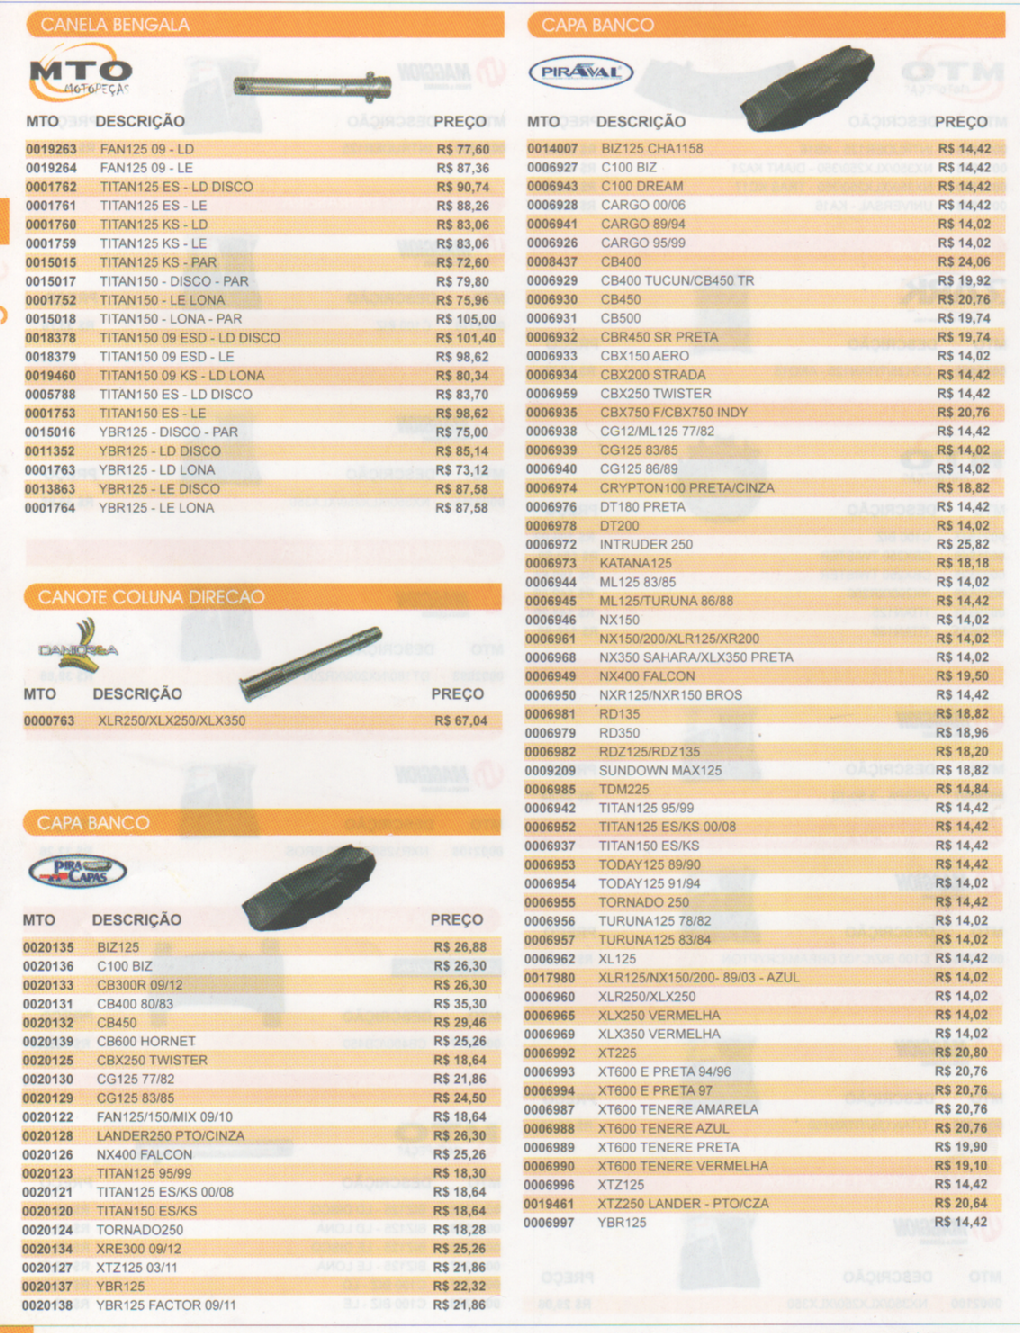 CANELA BENGALA
MTO
MOTOPEÇAS
MTO DESCRIÇÃO PREÇO
0019263 FAN125 09 - LD R$ 77,60
0019264 FAN125 09 - LE R$ 87,36
0001762 TITAN125 ES - LD DISCO R$ 90,74
0001761 TITAN125 ES - LE R$ 88,26
0001760 TITAN125 KS - LD R$ 83,06
0001759 TITAN125 KS - LE R$ 83,06
0015015 TITAN125 KS - PAR R$ 72,60
0015017 TITAN150 - DISCO - PAR R$ 79,80
0001752 TITAN150 - LE LONA R$ 75,96
0015018 TITAN150 - LONA - PAR R$ 105,00
0018378 TITAN150 09 ESD - LD DISCO R$ 101,40
0018379 TITAN150 09 ESD - LE R$ 98,62
0019460 TITAN150 09 KS - LD LONA R$ 80,34
0005788 TITAN150 ES - LD DISCO R$ 83,70
0001753 TITAN150 ES - LE R$ 98,62
0015016 YBR125 - DISCO - PAR R$ 75,00
0011352 YBR125 - LD DISCO R$ 85,14
0001763 YBR125 - LD LONA R$ 73,12
0013863 YBR125 - LE DISCO R$ 87,58
0001764 YBR125 - LE LONA R$ 87,58
CANOTE COLUNA DIRECAO
DANIDREA
MTO DESCRIÇÃO PREÇO
0000763 XLR250/XLX250/XLX350 R$ 67,04
CAPA BANCO
PIRA
CAPAS
MTO DESCRIÇÃO PREÇO
0020135 BIZ125 R$ 26,88
0020136 C100 BIZ R$ 26,30
0020133 CB300R 09/12 R$ 26,30
0020131 CB400 80/83 R$ 35,30
0020132 CB450 R$ 29,46
0020139 CB600 HORNET R$ 25,26
0020125 CBX250 TWISTER R$ 18,64
0020130 CG125 77/82 R$ 21,86
0020129 CG125 83/85 R$ 24,50
0020122 FAN125/150/MIX 09/10 R$ 18,64
0020128 LANDER250 PTO/CINZA R$ 26,30
0020126 NX400 FALCON R$ 25,26
0020123 TITAN125 95/99 R$ 18,30
0020121 TITAN125 ES/KS 00/08 R$ 18,64
0020120 TITAN150 ES/KS R$ 18,64
0020124 TORNADO250 R$ 18,28
0020134 XRE300 09/12 R$ 25,26
0020127 XTZ125 03/11 R$ 21,86
0020137 YBR125 R$ 22,32
0020138 YBR125 FACTOR 09/11 R$ 21,86
CAPA BANCO
PIRAVAL
MTO DESCRIÇÃO PREÇO
0014007 BIZ125 CHA1158 R$ 14,42
0006927 C100 BIZ R$ 14,42
0006943 C100 DREAM R$ 14,42
0006928 CARGO 00/06 R$ 14,42
0006941 CARGO 89/94 R$ 14,02
0006926 CARGO 95/99 R$ 14,02
0008437 CB400 R$ 24,06
0006929 CB400 TUCUN/CB450 TR R$ 19,92
0006930 CB450 R$ 20,76
0006931 CB500 R$ 19,74
0006932 CBR450 SR PRETA R$ 19,74
0006933 CBX150 AERO R$ 14,02
0006934 CBX200 STRADA R$ 14,42
0006959 CBX250 TWISTER R$ 14,42
0006935 CBX750 F/CBX750 INDY R$ 20,76
0006938 CG12/ML125 77/82 R$ 14,42
0006939 CG125 83/85 R$ 14,02
0006940 CG125 86/89 R$ 14,02
0006974 CRYPTON100 PRETA/CINZA R$ 18,82
0006976 DT180 PRETA R$ 14,42
0006978 DT200 R$ 14,02
0006972 INTRUDER 250 R$ 25,82
0006973 KATANA125 R$ 18,18
0006944 ML125 83/85 R$ 14,02
0006945 ML125/TURUNA 86/88 R$ 14,42
0006946 NX150 R$ 14,02
0006961 NX150/200/XLR125/XR200 R$ 14,02
0006968 NX350 SAHARA/XLX350 PRETA R$ 14,02
0006949 NX400 FALCON R$ 19,50
0006950 NXR125/NXR150 BROS R$ 14,42
0006981 RD135 R$ 18,82
0006979 RD350 R$ 18,96
0006982 RDZ125/RDZ135 R$ 18,20
0009209 SUNDOWN MAX125 R$ 18,82
0006985 TDM225 R$ 14,84
0006942 TITAN125 95/99 R$ 14,42
0006952 TITAN125 ES/KS 00/08 R$ 14,42
0006937 TITAN150 ES/KS R$ 14,42
0006953 TODAY125 89/90 R$ 14,42
0006954 TODAY125 91/94 R$ 14,02
0006955 TORNADO 250 R$ 14,42
0006956 TURUNA125 78/82 R$ 14,02
0006957 TURUNA125 83/84 R$ 14,02
0006962 XL125 R$ 14,42
0017980 XLR125/NX150/200- 89/03 - AZUL R$ 14,02
0006960 XLR250/XLX250 R$ 14,02
0006965 XLX250 VERMELHA R$ 14,02
0006969 XLX350 VERMELHA R$ 14,02
0006992 XT225 R$ 20,80
0006993 XT600 E PRETA 94/96 R$ 20,76
0006994 XT600 E PRETA 97 R$ 20,76
0006987 XT600 TENERE AMARELA R$ 20,76
0006988 XT600 TENERE AZUL R$ 20,76
0006989 XT600 TENERE PRETA R$ 19,90
0006990 XT600 TENERE VERMELHA R$ 19,10
0006996 XTZ125 R$ 14,42
0019461 XTZ250 LANDER - PTO/CZA R$ 20,64
0006997 YBR125 R$ 14,42